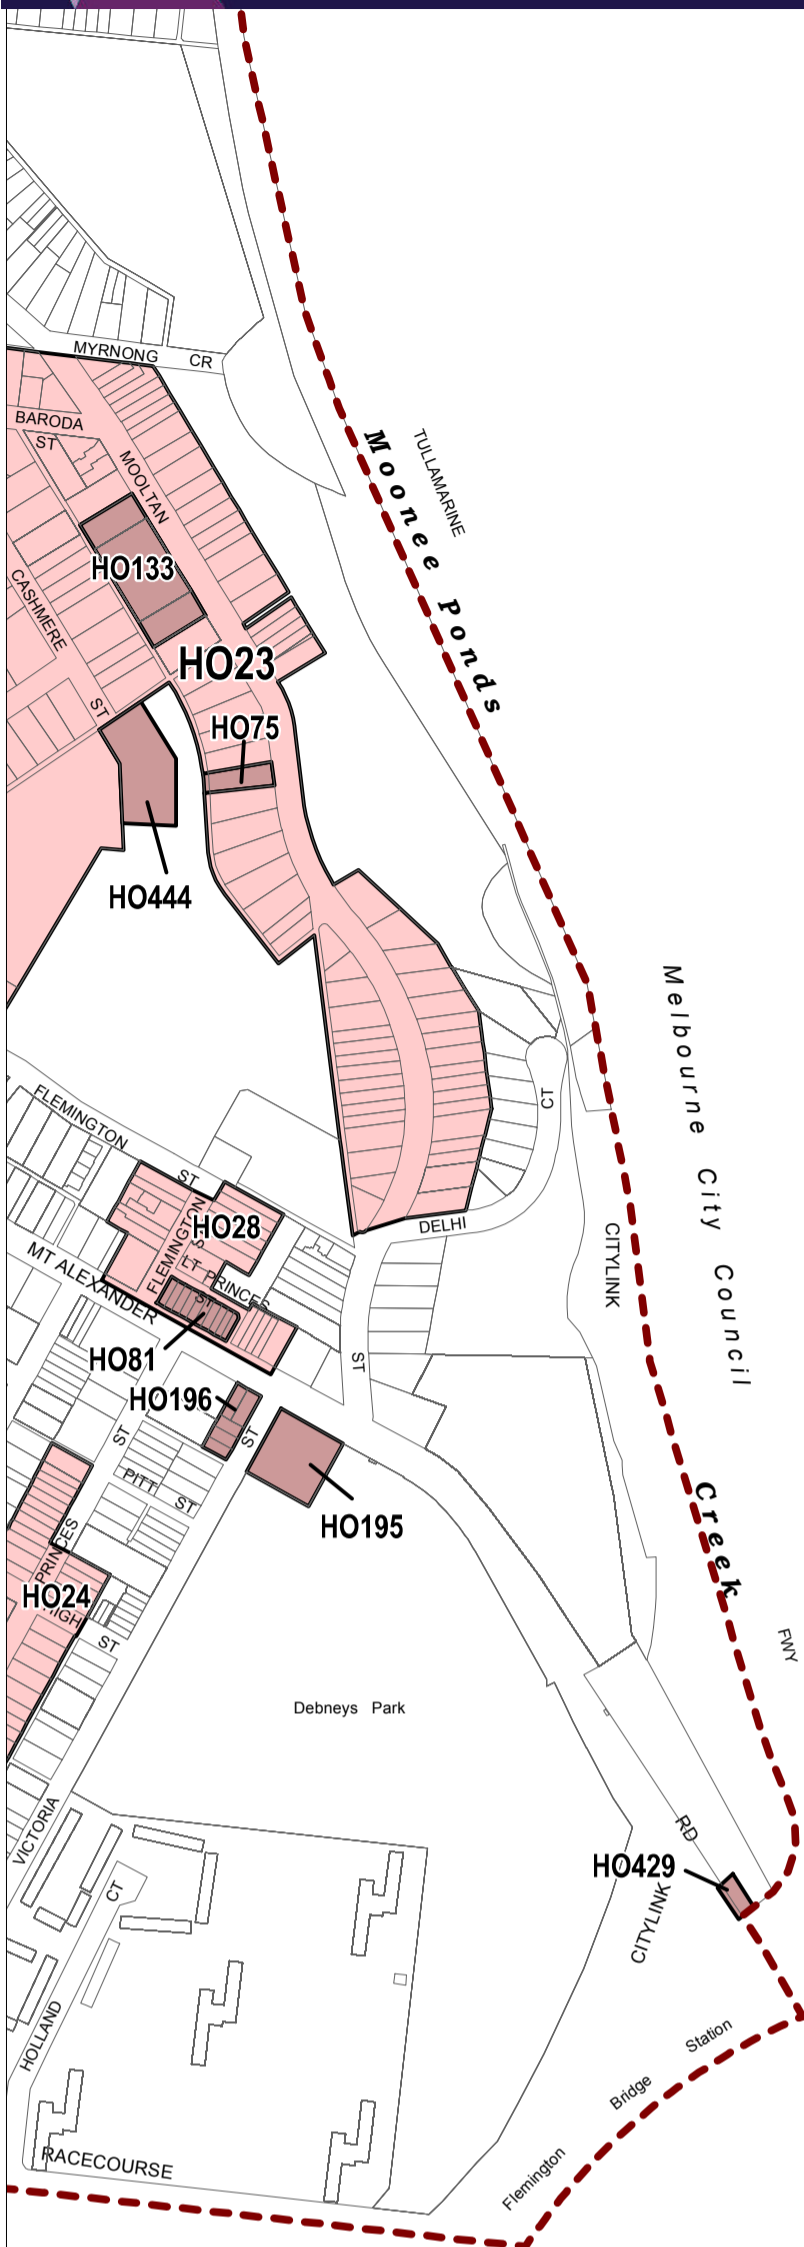 MYRNONG CR
BARODA
ST
MOOLTAN
TULLAMARINE
Moonee Ponds
HO133
CASHMERE
ST
HO23
HO75
HO444
Melbourne City Council
FLEMINGTON
ST
CT
HO28
FLEMINGTON
DELHI
CITYLINK
MT ALEXANDER
LT PRINCES
ST
HO81
ST
HO196
ST
ST
PITT ST
HO195
Creek
PRINCES
HO24
HIGH
ST
FWY
Debneys Park
VICTORIA
RD
HO429
CT
CITYLINK
HOLLAND
Flemington Bridge Station
RACECOURSE